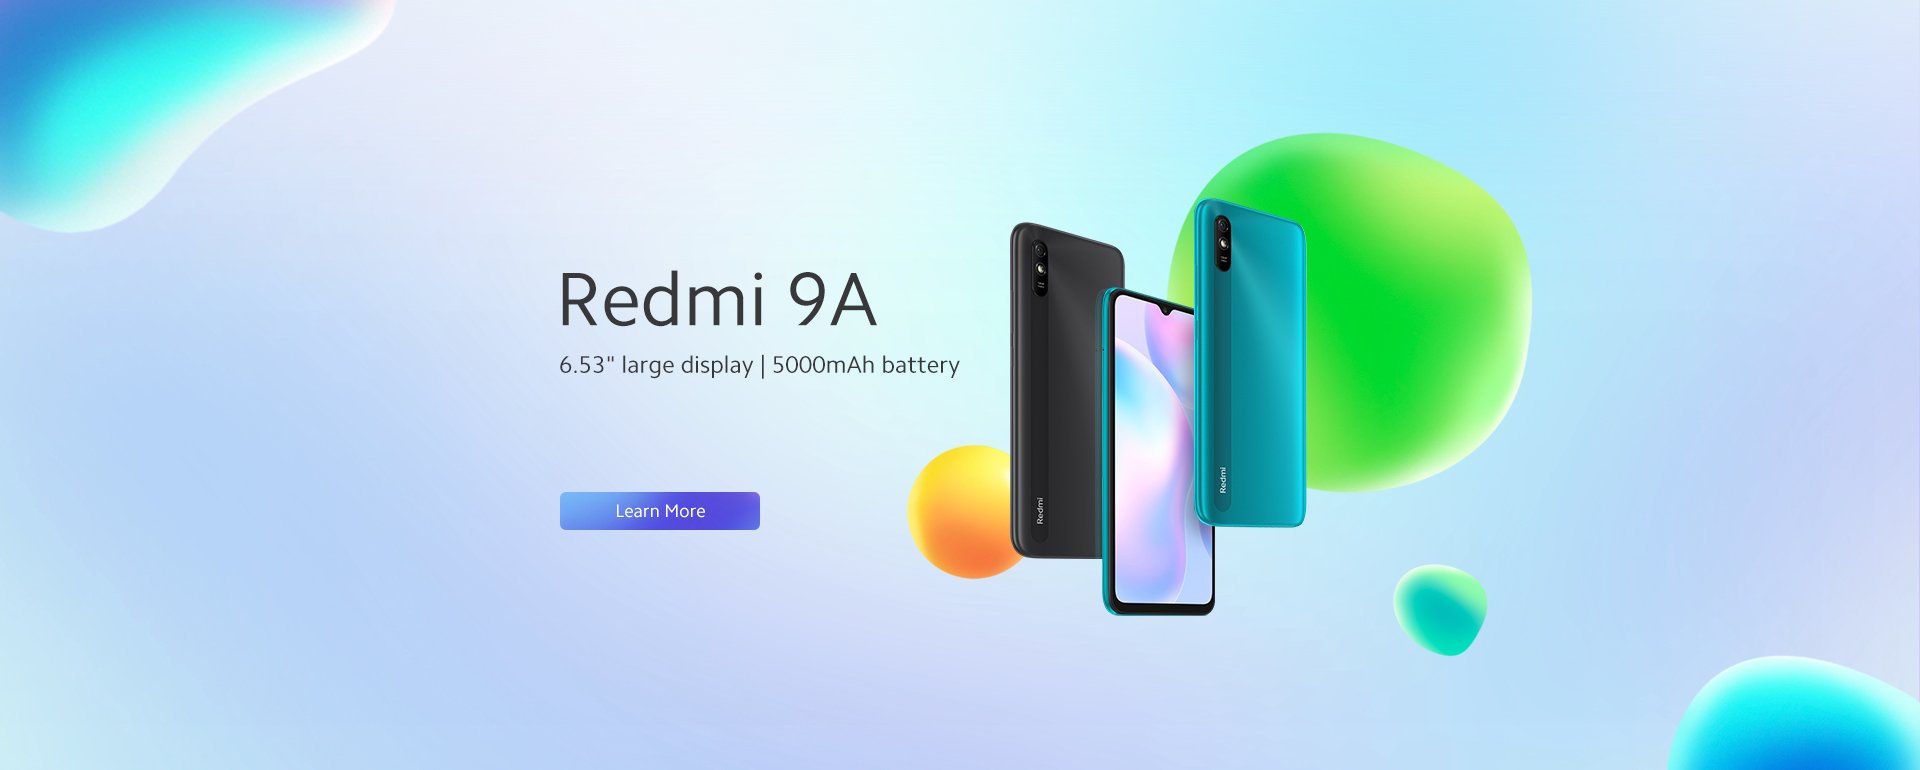 Redmi 9A
6.53" large display | 5000mAh battery
Learn More
Redmi
Redmi